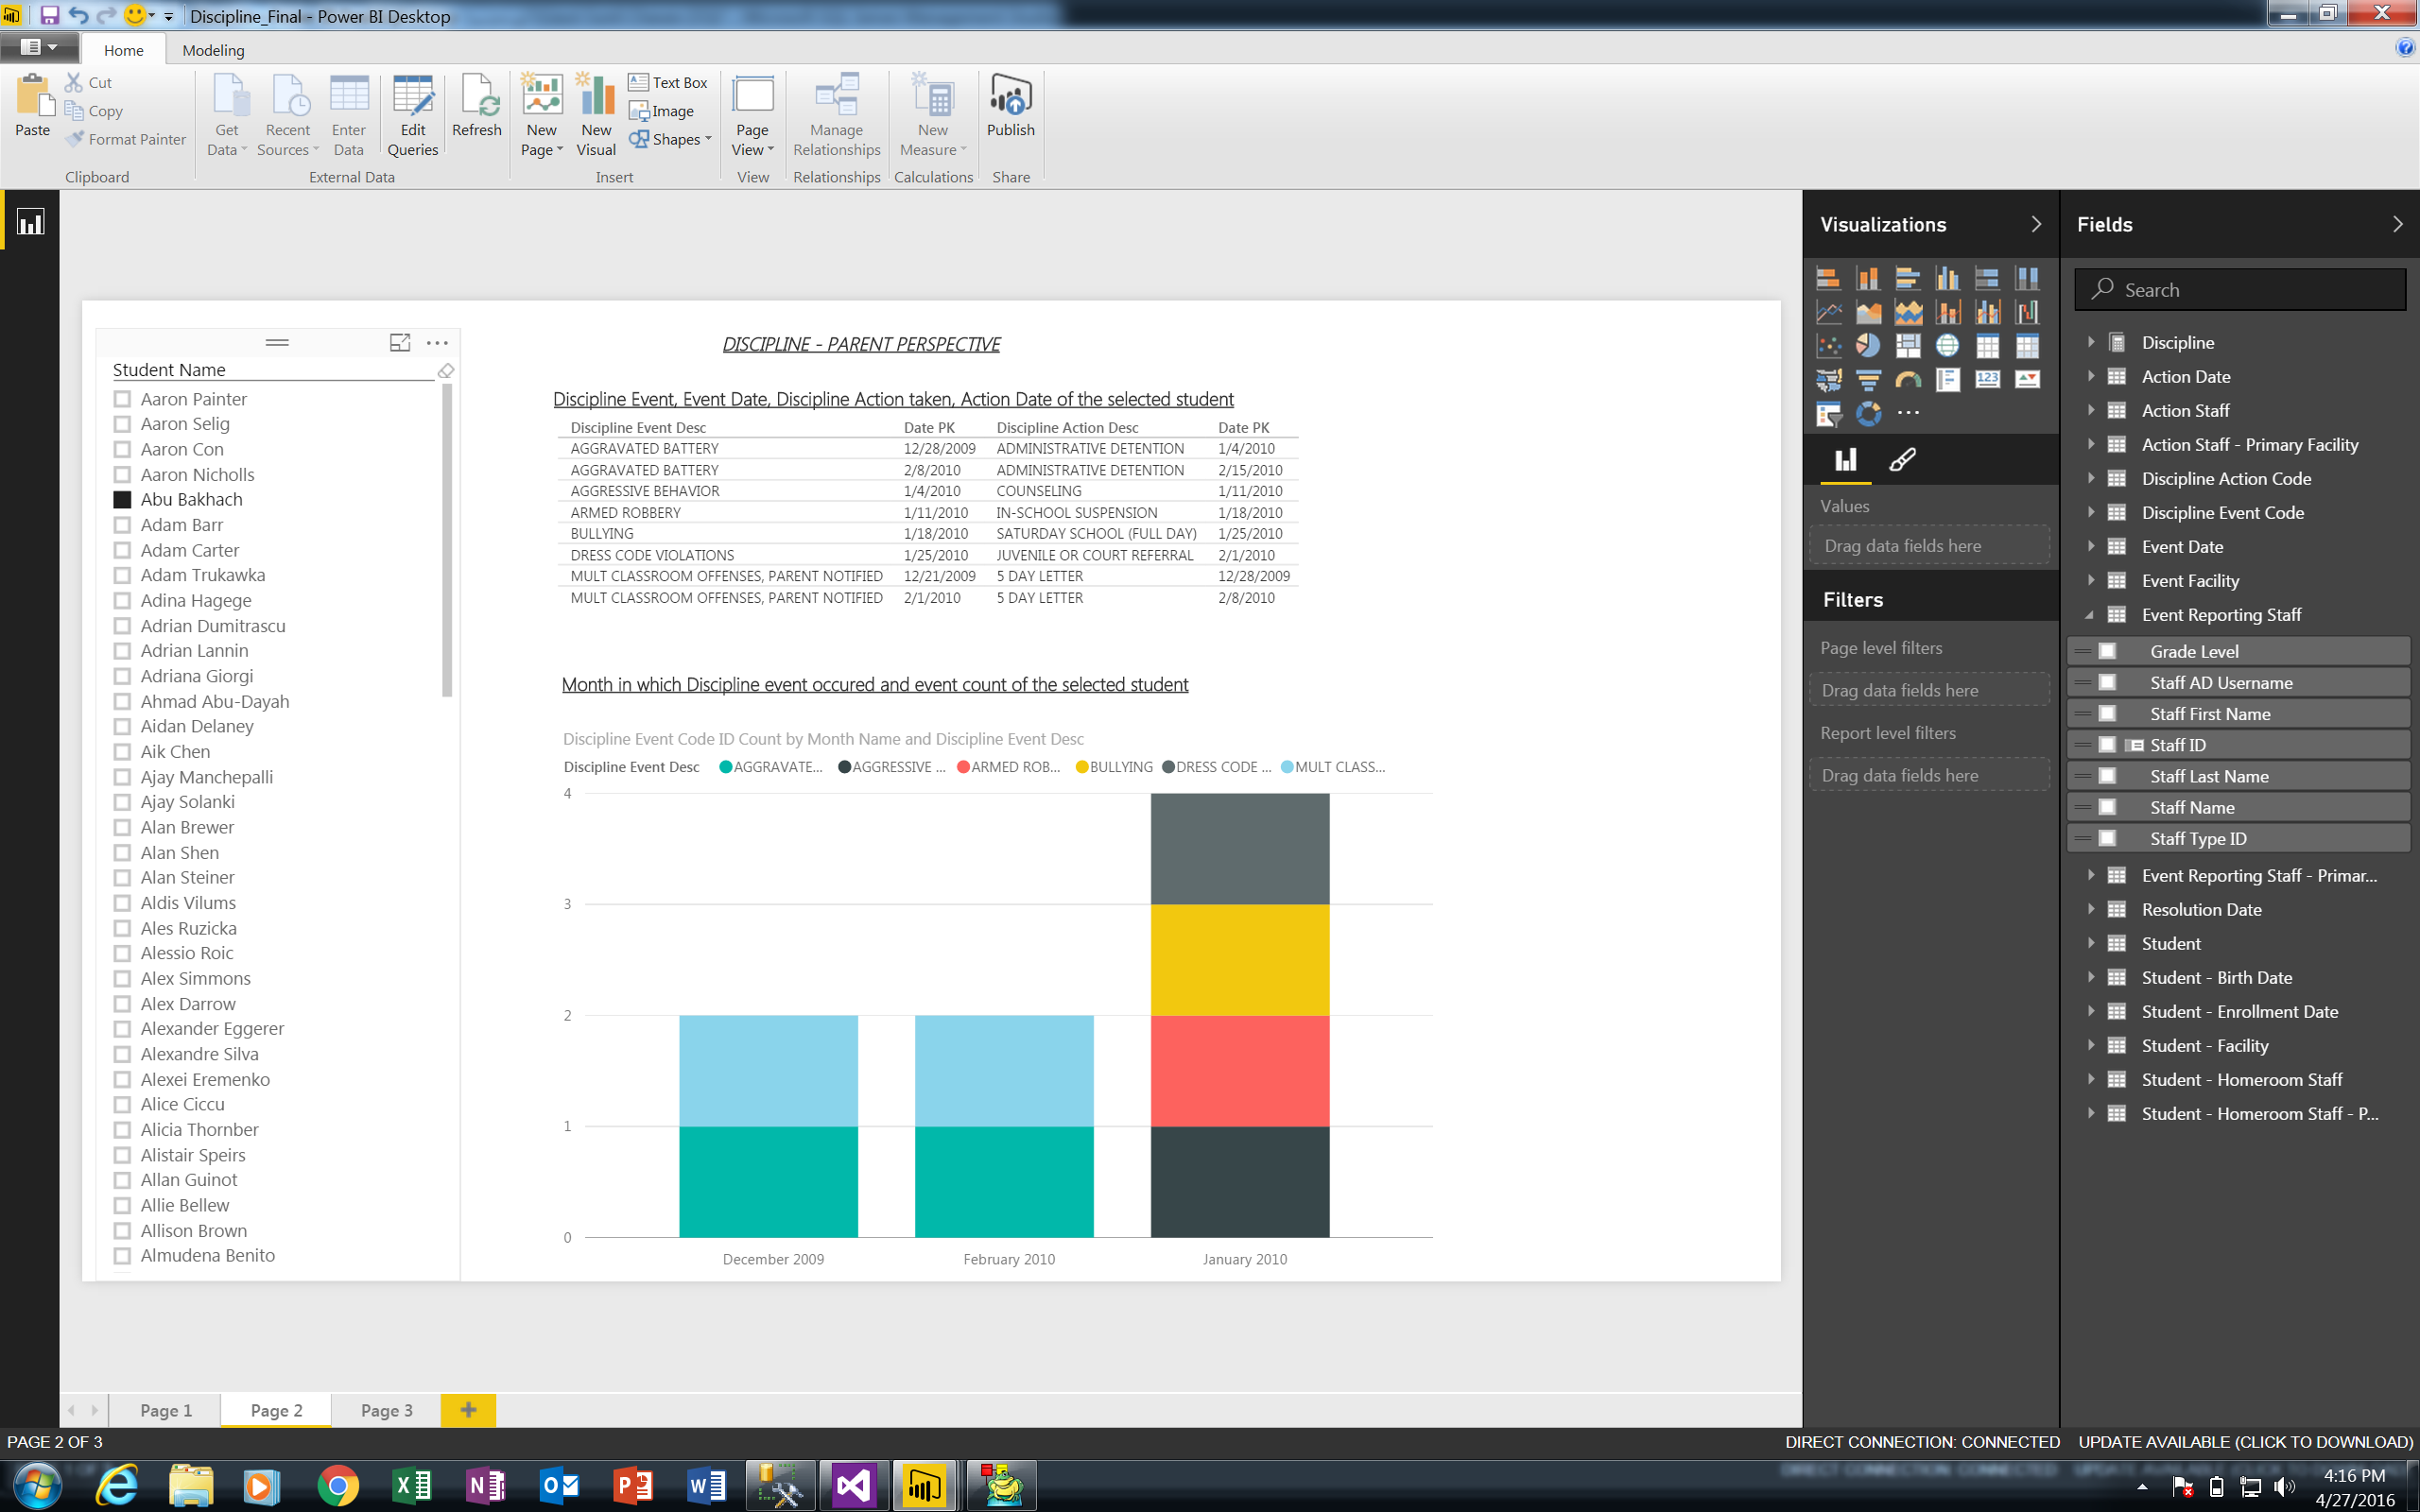 Discipline_Final - Power BI Desktop
Home Modeling
Paste
Cut
Copy
Format Painter
Clipboard
Get Data
Recent Sources
Enter Data
Edit Queries
Refresh
External Data
New Page
New Visual
Text Box
Image
Shapes
Insert
Page View
View
Manage Relationships
Relationships
New Measure
Calculations
Publish
Share
Student Name
Aaron Painter
Aaron Selig
Aaron Con
Aaron Nicholls
Abu Bakhach
Adam Barr
Adam Carter
Adam Trukawka
Adina Hagege
Adrian Dumitrascu
Adrian Lannin
Adriana Giorgi
Ahmad Abu-Dayah
Aidan Delaney
Aik Chen
Ajay Manchepalli
Ajay Solanki
Alan Brewer
Alan Shen
Alan Steiner
Aldis Vilums
Ales Ruzicka
Alessio Roic
Alex Simmons
Alex Darrow
Alexander Eggerer
Alexandre Silva
Alexei Eremenko
Alice Ciccu
Alicia Thornber
Alistair Speirs
Allan Guinot
Allie Bellew
Allison Brown
Almudena Benito
DISCIPLINE - PARENT PERSPECTIVE
Discipline Event, Event Date, Discipline Action taken, Action Date of the selected student
Discipline Event Desc Date PK Discipline Action Desc Date PK
AGGRAVATED BATTERY 12/28/2009 ADMINISTRATIVE DETENTION 1/4/2010
AGGRAVATED BATTERY 2/8/2010 ADMINISTRATIVE DETENTION 2/15/2010
AGGRESSIVE BEHAVIOR 1/4/2010 COUNSELING 1/11/2010
ARMED ROBBERY 1/11/2010 IN-SCHOOL SUSPENSION 1/18/2010
BULLYING 1/18/2010 SATURDAY SCHOOL (FULL DAY) 1/25/2010
DRESS CODE VIOLATIONS 1/25/2010 JUVENILE OR COURT REFERRAL 2/1/2010
MULT CLASSROOM OFFENSES, PARENT NOTIFIED 12/21/2009 5 DAY LETTER 12/28/2009
MULT CLASSROOM OFFENSES, PARENT NOTIFIED 2/1/2010 5 DAY LETTER 2/8/2010
Month in which Discipline event occured and event count of the selected student
Discipline Event Code ID Count by Month Name and Discipline Event Desc
Discipline Event Desc AGGRAVATE... AGGRESSIVE ... ARMED ROB... BULLYING DRESS CODE ... MULT CLASS...
4
3
2
1
0
December 2009 February 2010 January 2010
Visualizations
123
Values
Drag data fields here
Filters
Page level filters
Drag data fields here
Report level filters
Drag data fields here
Fields
Search
Discipline
Action Date
Action Staff
Action Staff - Primary Facility
Discipline Action Code
Discipline Event Code
Event Date
Event Facility
Event Reporting Staff
Grade Level
Staff AD Username
Staff First Name
Staff ID
Staff Last Name
Staff Name
Staff Type ID
Event Reporting Staff - Primar...
Resolution Date
Student
Student - Birth Date
Student - Enrollment Date
Student - Facility
Student - Homeroom Staff
Student - Homeroom Staff - P...
Page 1 Page 2 Page 3
PAGE 2 OF 3
DIRECT CONNECTION: CONNECTED UPDATE AVAILABLE (CLICK TO DOWNLOAD)
4:16 PM
4/27/2016